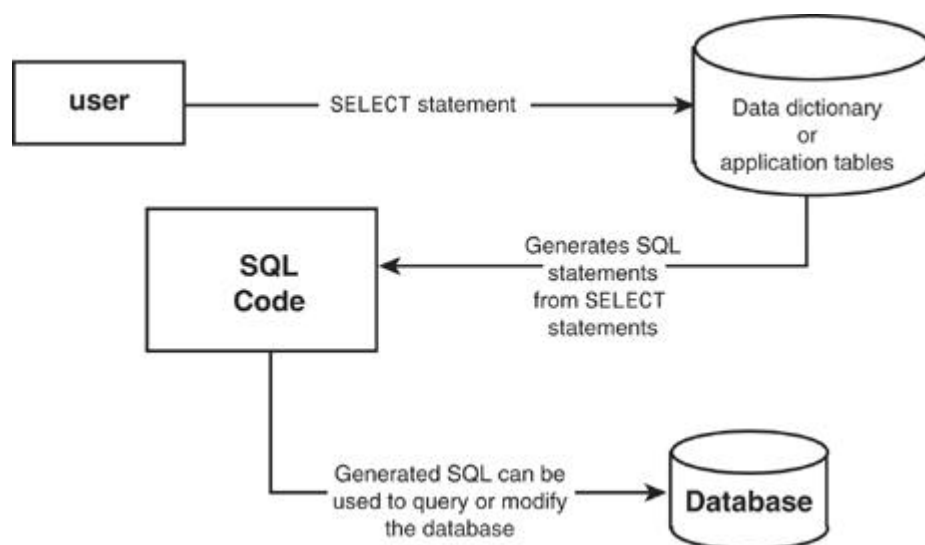 user
SELECT statement
Data dictionary
or
application tables
SQL
Code
Generates SQL
statements
from SELECT
statements
Generated SQL can be
used to query or modify
the database
Database